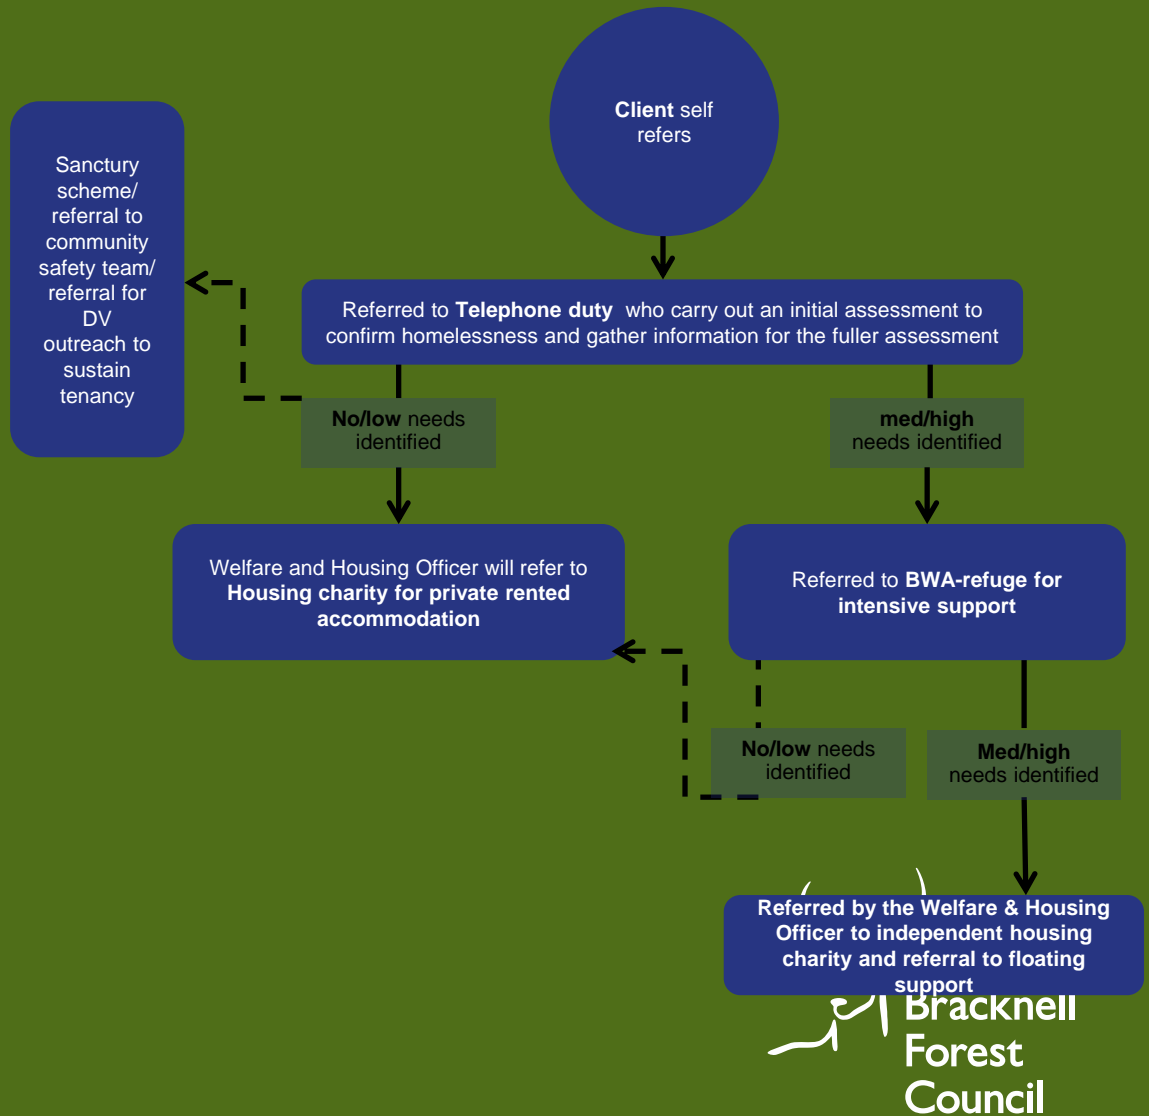 Client self
refers
Sanctury
scheme/
referral to
community
safety team/
referral for
DV
outreach to
sustain
tenancy
Referred to Telephone duty who carry out an initial assessment to
confirm homelessness and gather information for the fuller assessment
No/low needs
identified
med/high
needs identified
Welfare and Housing Officer will refer to
Housing charity for private rented
accommodation
Referred to BWA-refuge for
intensive support
No/low needs
identified
Med/high
needs identified
Referred by the Welfare & Housing
Officer to independent housing
charity and referral to floating
support
Bracknell
Forest
Council